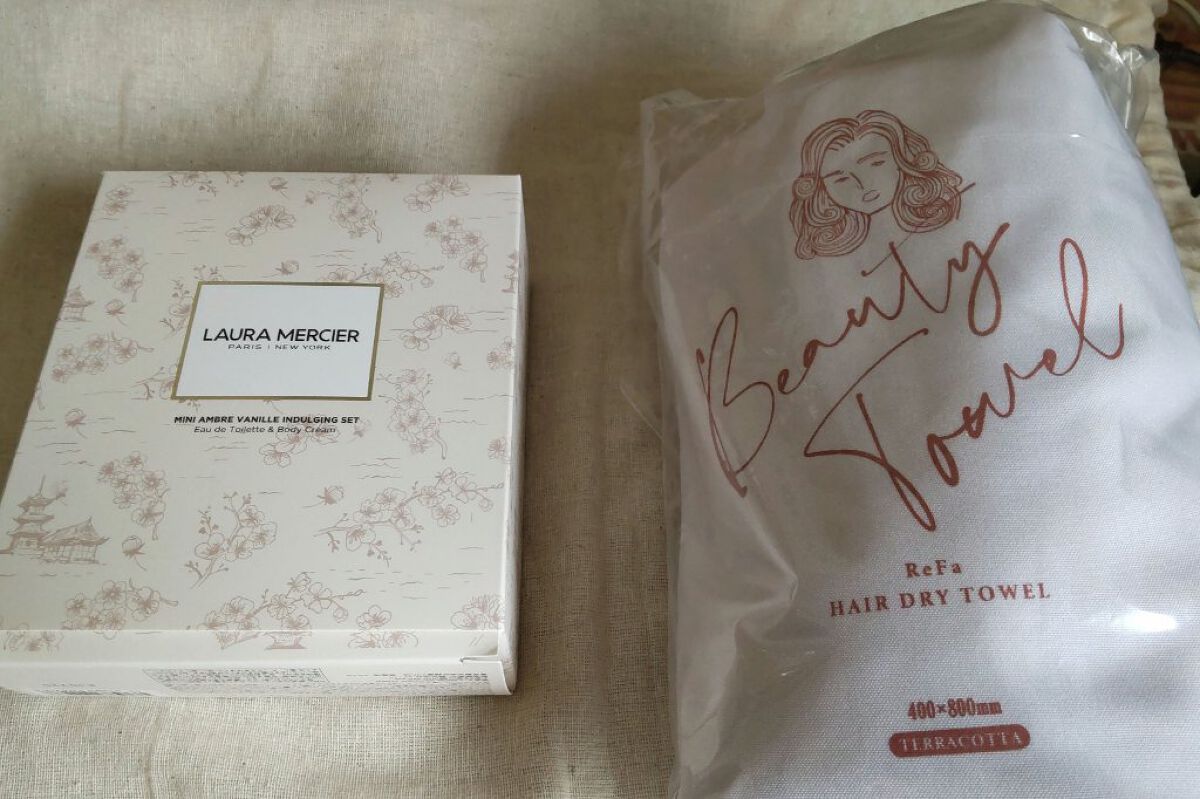 LAURA MERCIER
PARIS | NEW YORK
MINI AMBRE VANILLE INDULGING SET
Eau de Toilette & Body Cream
Beauty
Towel
ReFa
HAIR DRY TOWEL
400×800mm
TERRACOTTA